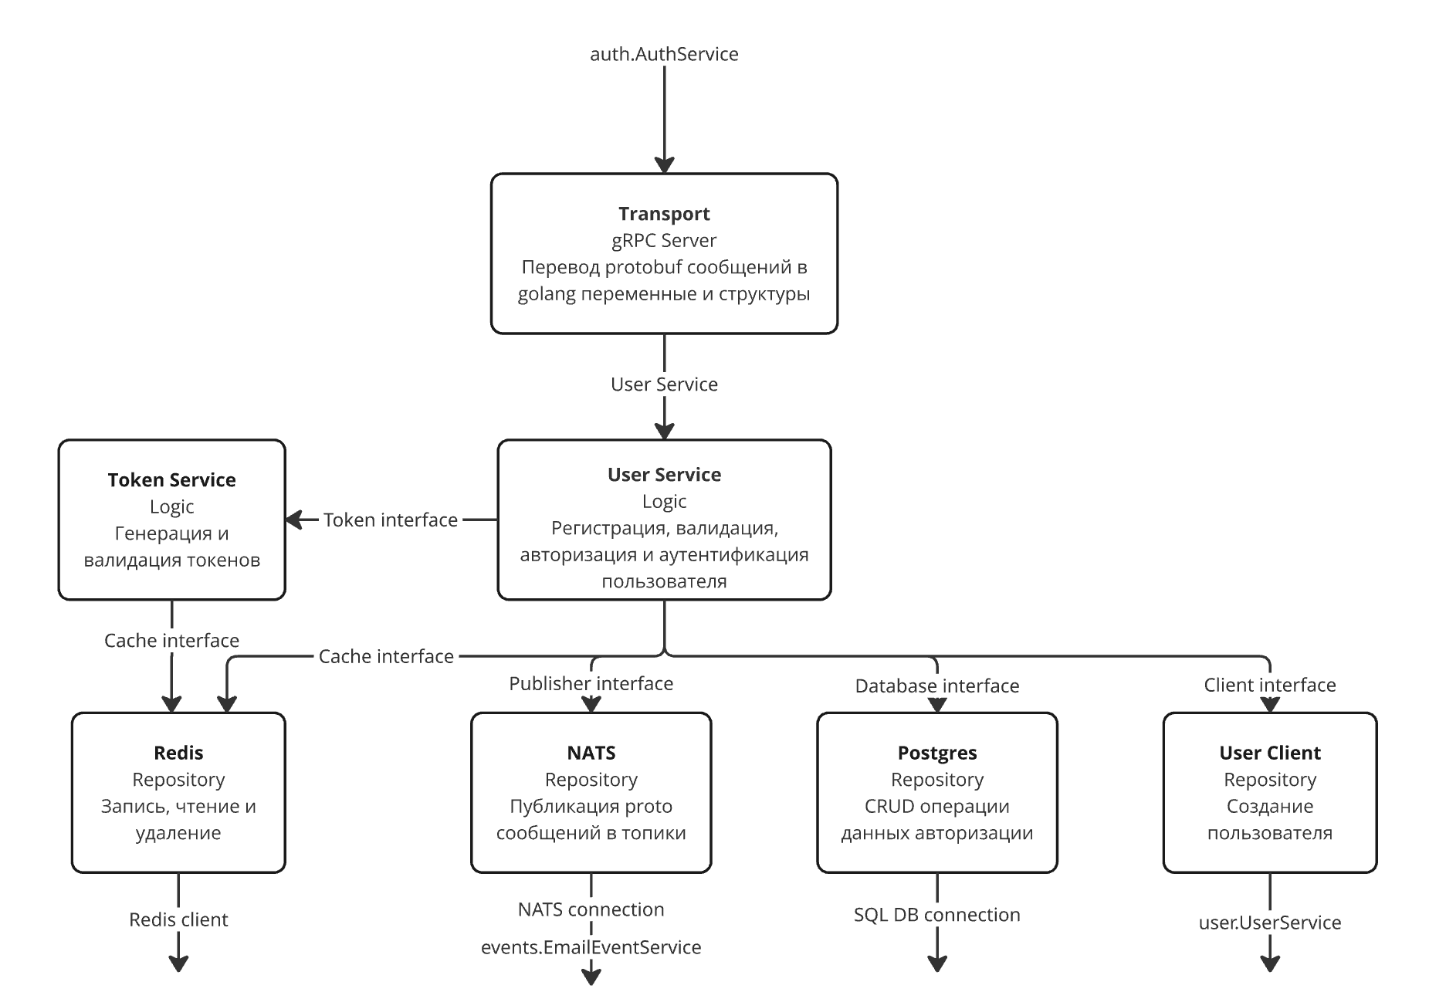 auth.AuthService
Transport
gRPC Server
Перевод protobuf сообщений в
golang переменные и структуры
User Service
Token Service
Logic
Генерация и
валидация токенов
Token interface
User Service
Logic
Регистрация, валидация,
авторизация и аутентификация
пользователя
Cache interface
Cache interface
Publisher interface
Database interface
Client interface
Redis
Repository
Запись, чтение и
удаление
NATS
Repository
Публикация proto
сообщений в топики
Postgres
Repository
CRUD операции
данных авторизации
User Client
Repository
Создание
пользователя
Redis client
NATS connection
events.EmailEventService
SQL DB connection
user.UserService